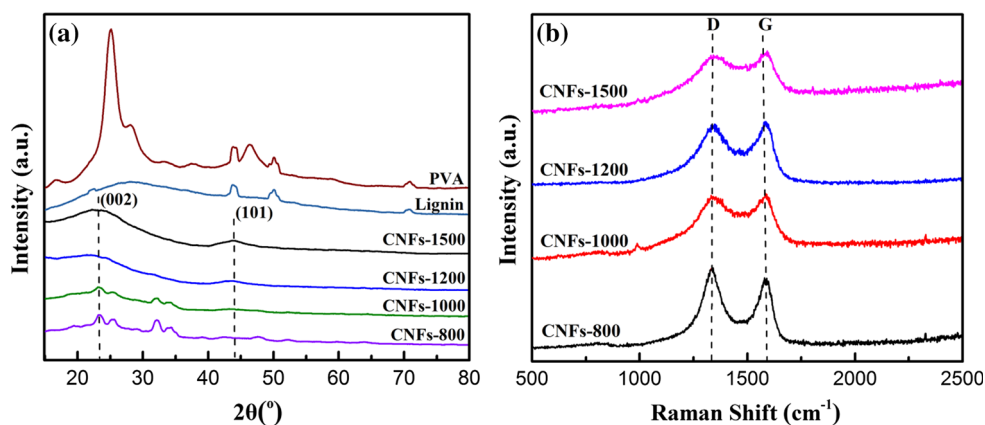 (a)
Intensity (a.u.)
PVA
Lignin
(002)
(101)
CNFs-1500
CNFs-1200
CNFs-1000
CNFs-800
20 30 40 50 60 70 80
2θ(°)
(b)
D G
Intensity (a.u.)
CNFs-1500
CNFs-1200
CNFs-1000
CNFs-800
500 1000 1500 2000 2500
Raman Shift (cm⁻¹)